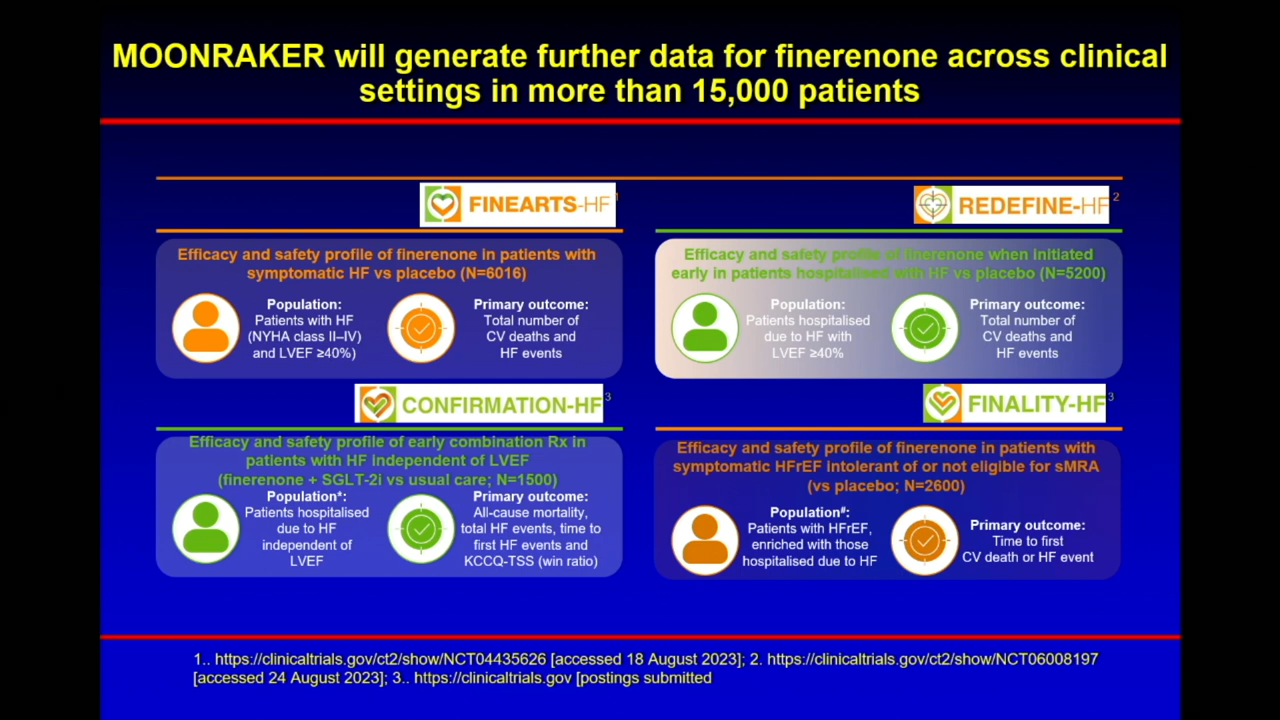 MOONRAKER will generate further data for finerenone across clinical
settings in more than 15,000 patients
FINEARTS-HF 1
Efficacy and safety profile of finerenone in patients with
symptomatic HF vs placebo (N=6016)
Population:
Patients with HF
(NYHA class II–IV)
and LVEF ≥40%)
Primary outcome:
Total number of
CV deaths and
HF events
REDEFINE-HF 2
Efficacy and safety profile of finerenone when initiated
early in patients hospitalised with HF vs placebo (N=5200)
Population:
Patients hospitalised
due to HF with
LVEF ≥40%
Primary outcome:
Total number of
CV deaths and
HF events
CONFIRMATION-HF 3
Efficacy and safety profile of early combination Rx in
patients with HF independent of LVEF
(finerenone + SGLT-2i vs usual care; N=1500)
Population*:
Patients hospitalised
due to HF
independent of
LVEF
Primary outcome:
All-cause mortality,
total HF events, time to
first HF events and
KCCQ-TSS (win ratio)
FINALITY-HF 3
Efficacy and safety profile of finerenone in patients with
symptomatic HFrEF intolerant of or not eligible for sMRA
(vs placebo; N=2600)
Population#:
Patients with HFrEF,
enriched with those
hospitalised due to HF
Primary outcome:
Time to first
CV death or HF event
1.. https://clinicaltrials.gov/ct2/show/NCT04435626 [accessed 18 August 2023]; 2. https://clinicaltrials.gov/ct2/show/NCT06008197
[accessed 24 August 2023]; 3.. https://clinicaltrials.gov [postings submitted